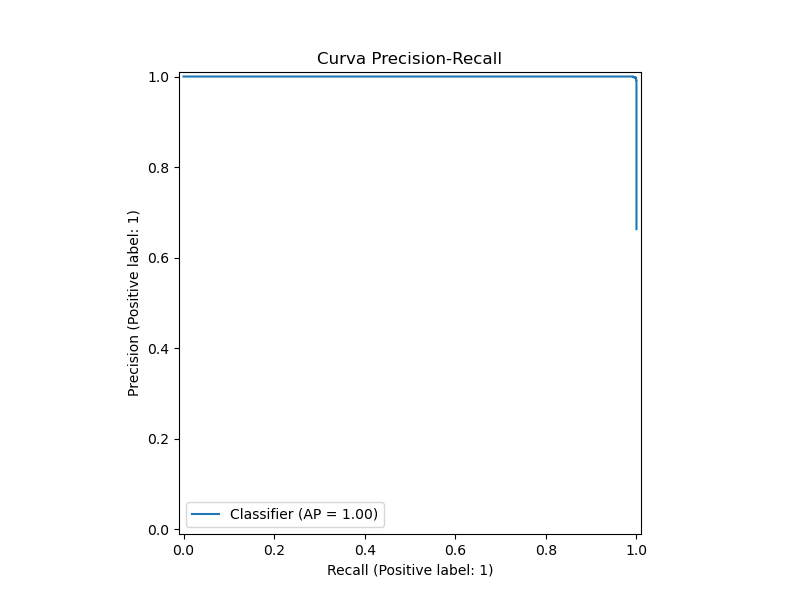 Curva Precision-Recall
1.0
0.8
0.6
0.4
0.2
0.0
Precision (Positive label: 1)
Classifier (AP = 1.00)
0.0 0.2 0.4 0.6 0.8 1.0
Recall (Positive label: 1)